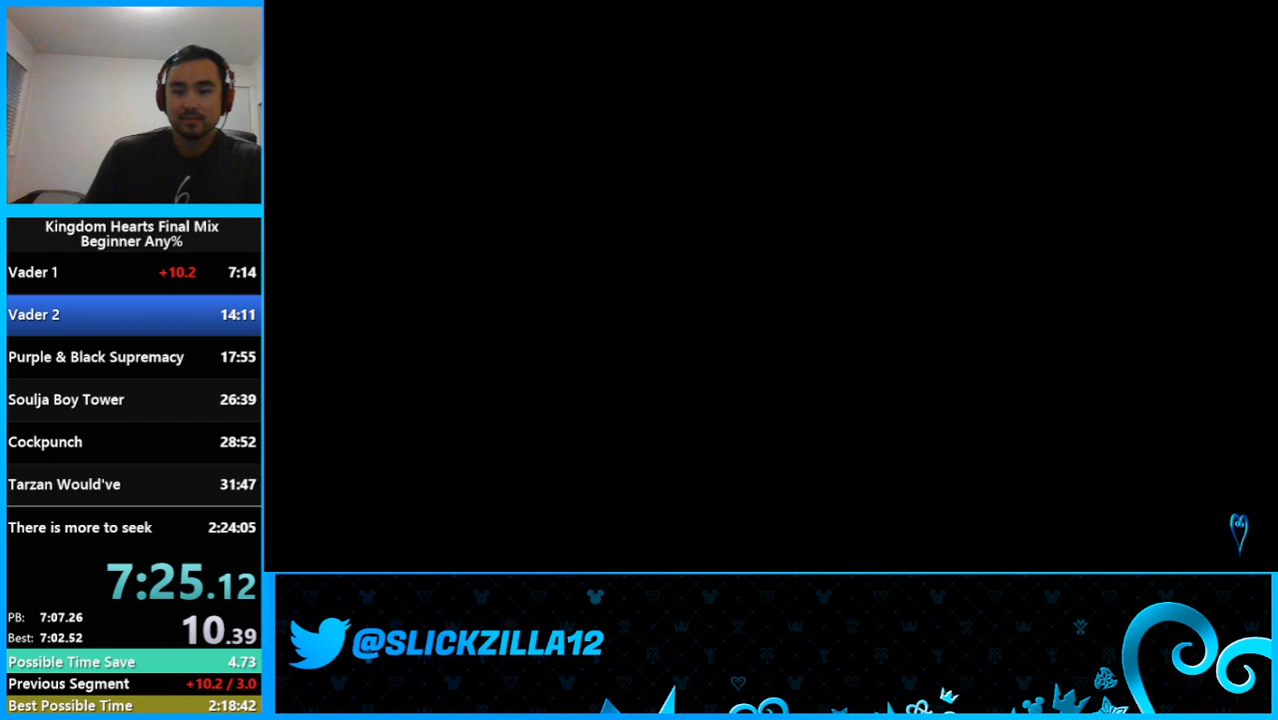 Kingdom Hearts Final Mix
Beginner Any%
Vader 1 +10.2 7:14
Vader 2 14:11
Purple & Black Supremacy 17:55
Soulja Boy Tower 26:39
Cockpunch 28:52
Tarzan Would've 31:47
There is more to seek 2:24:05
7:25.12
PB: 7:07.26
Best: 7:02.52
10.39
Possible Time Save 4.73
Previous Segment +10.2 / 3.0
Best Possible Time 2:18:42
@SLICKZILLA12